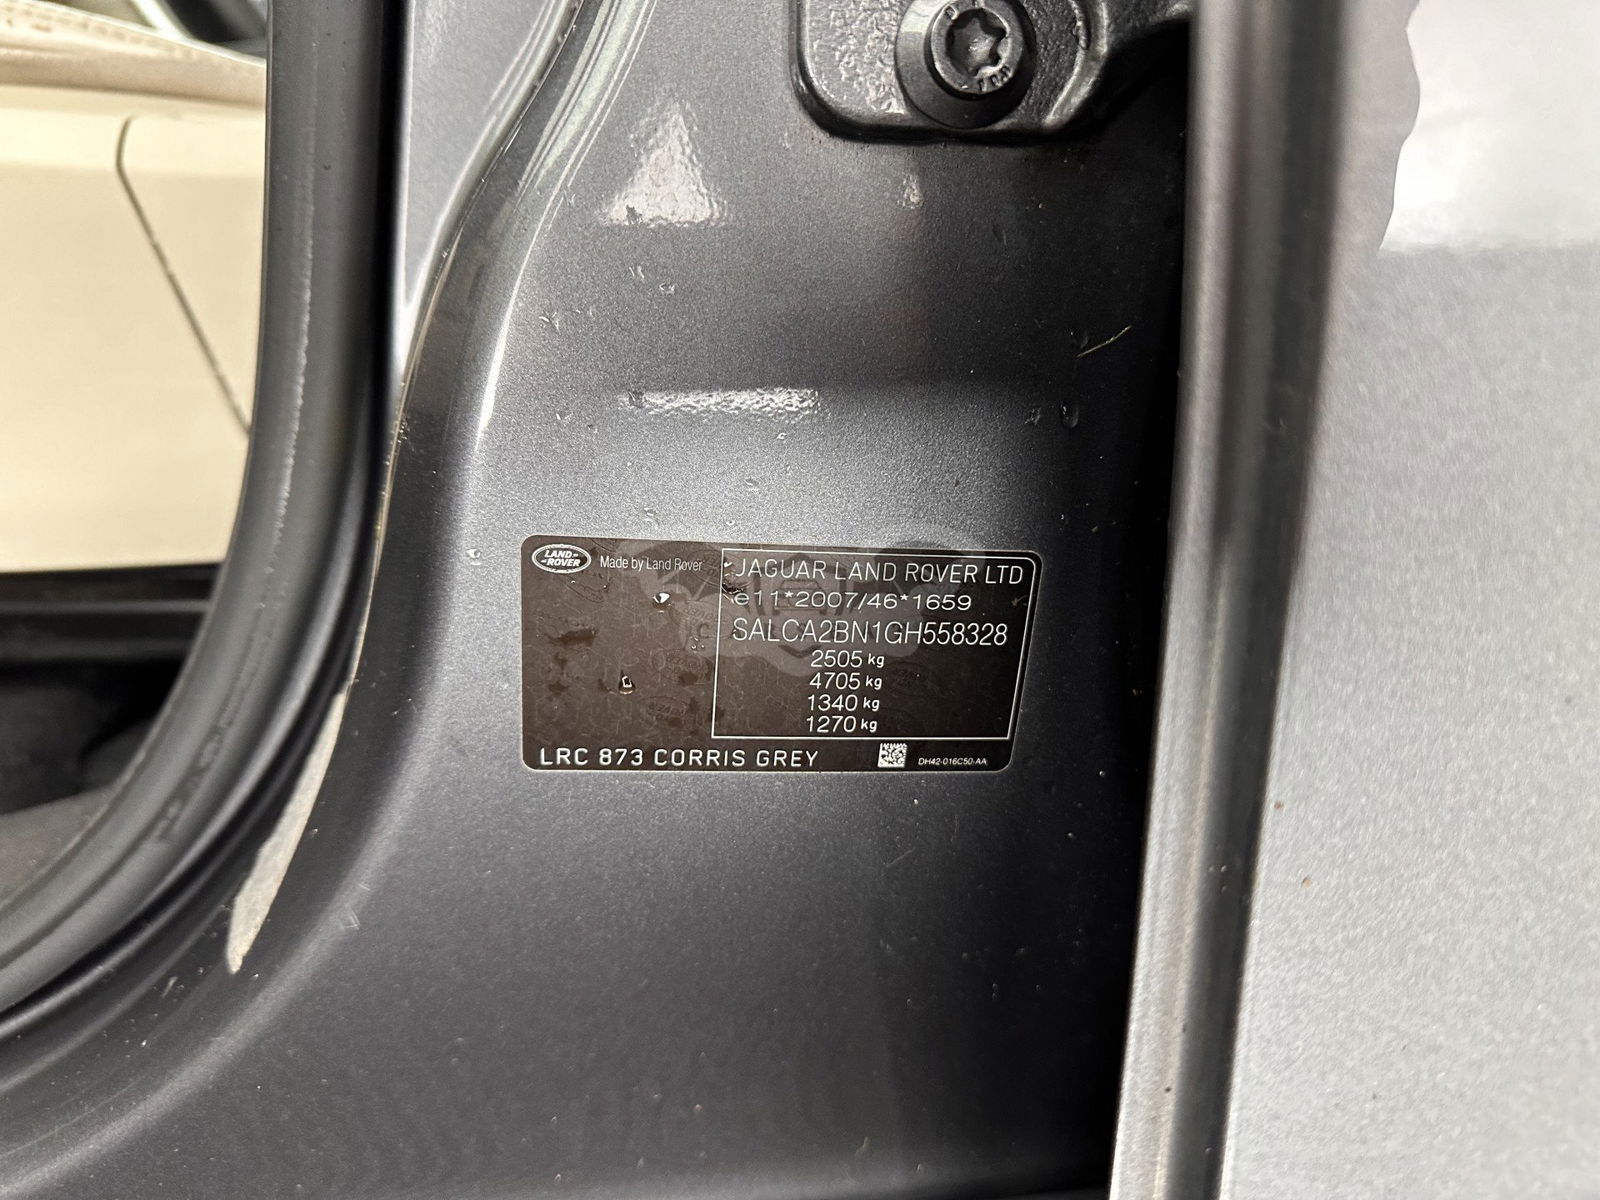 LAND-
-ROVER
Made by Land Rover
JAGUAR LAND ROVER LTD
e11*2007/46*1659
SALCA2BN1GH558328
2505 kg
4705 kg
1340 kg
1270 kg
LRC 873 CORRIS GREY
DH42-016C50-AA